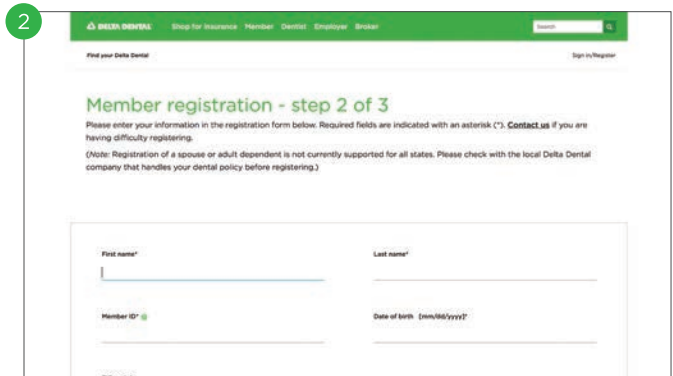 2
DELTA DENTAL Shop for Insurance Member Dentist Employer Broker Search
Find your Delta Dental Sign In/Register
Member registration - step 2 of 3
Please enter your information in the registration form below. Required fields are indicated with an asterisk (*). Contact us if you are
having difficulty registering.
(Note: Registration of a spouse or adult dependent is not currently supported for all states. Please check with the local Delta Dental
company that handles your dental policy before registering.)
First name* Last name*
Member ID* Date of birth [mm/dd/yyyy]*